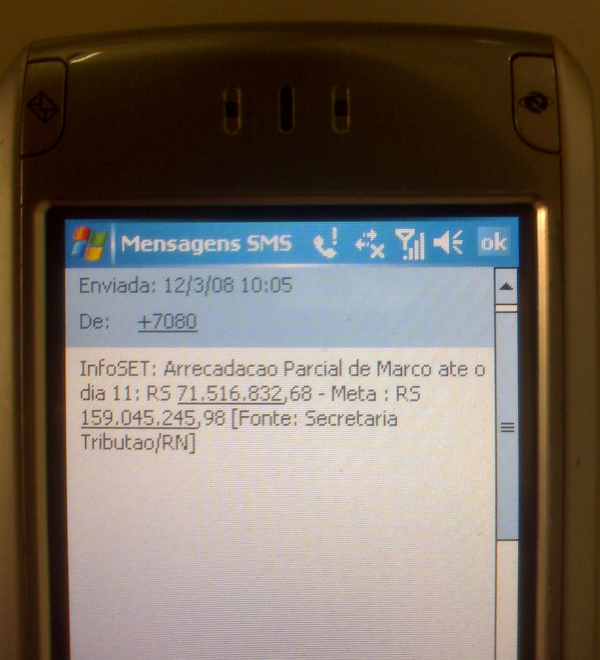 Mensagens SMS ok
Enviada: 12/3/08 10:05
De: +7080
InfoSET: Arrecadacao Parcial de Marco ate o
dia 11: RS 71.516.832,68 - Meta : RS
159.045.245,98 [Fonte: Secretaria
Tributao/RN]